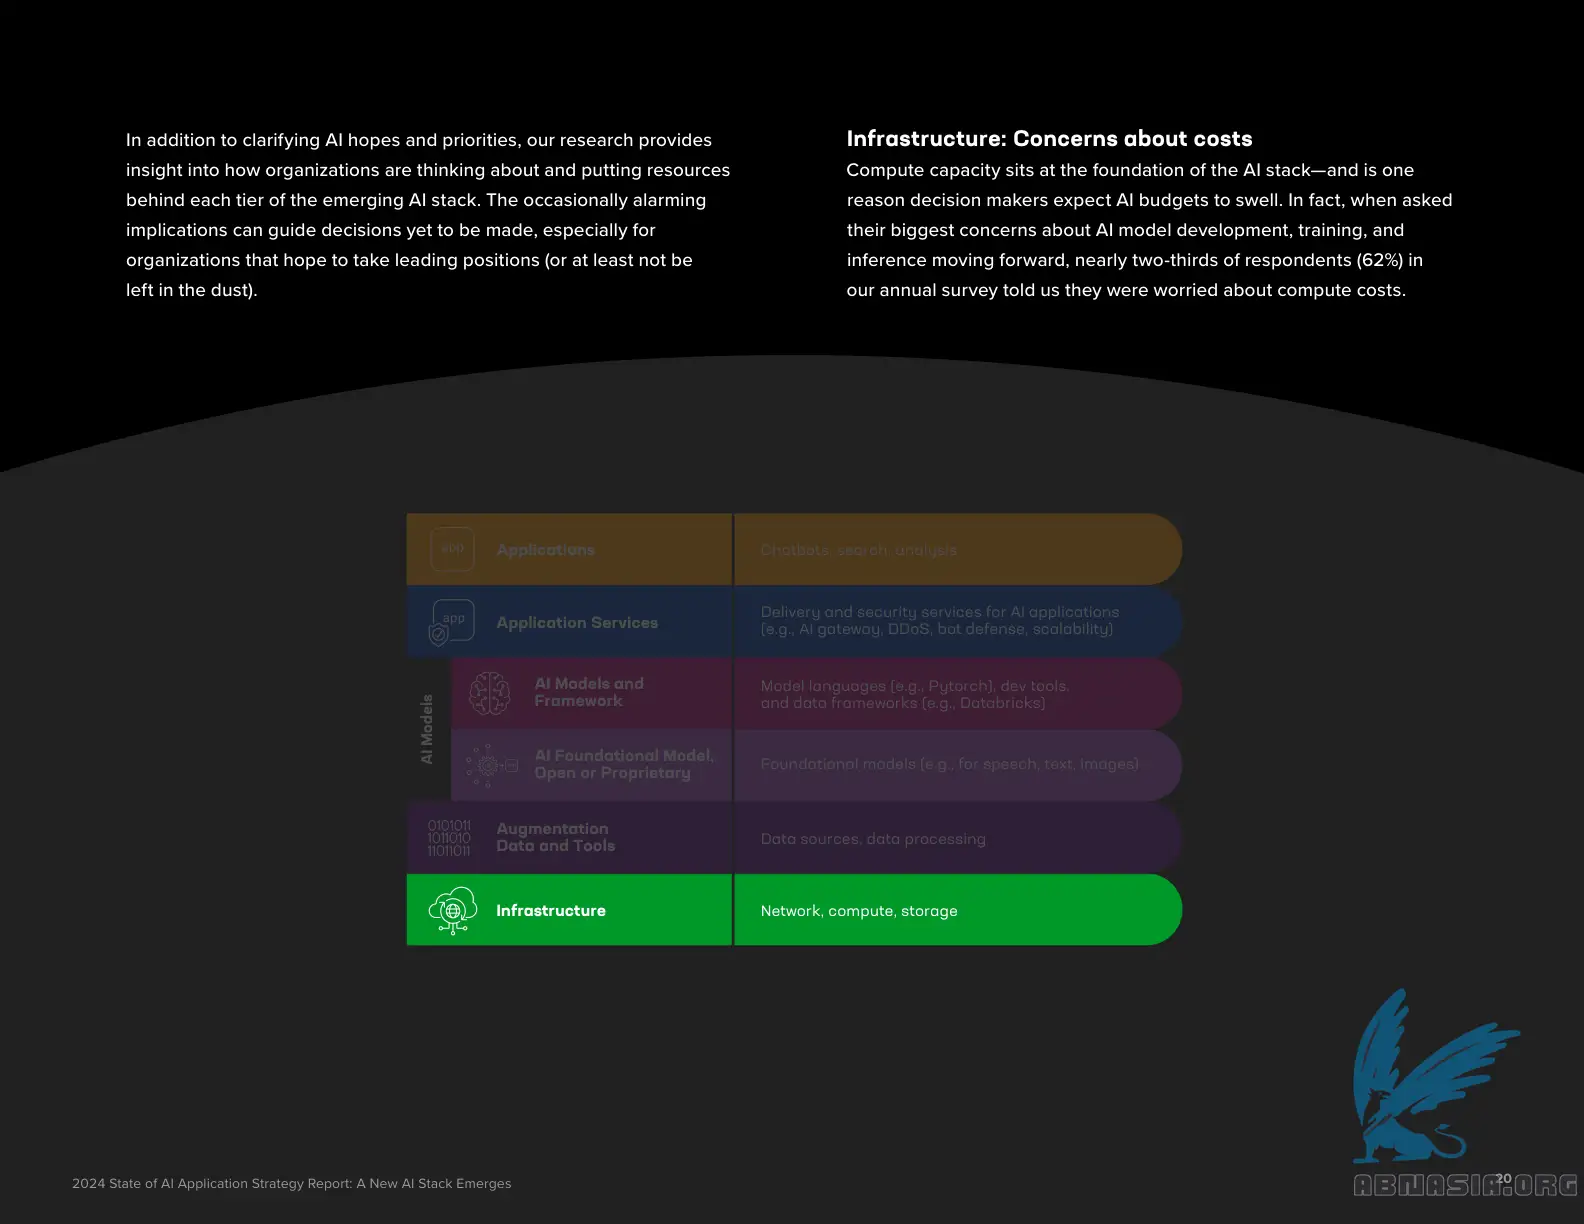 In addition to clarifying AI hopes and priorities, our research provides
insight into how organizations are thinking about and putting resources
behind each tier of the emerging AI stack. The occasionally alarming
implications can guide decisions yet to be made, especially for
organizations that hope to take leading positions (or at least not be
left in the dust).
Infrastructure: Concerns about costs
Compute capacity sits at the foundation of the AI stack—and is one
reason decision makers expect AI budgets to swell. In fact, when asked
their biggest concerns about AI model development, training, and
inference moving forward, nearly two-thirds of respondents (62%) in
our annual survey told us they were worried about compute costs.
app
Applications
Chatbots, search, analysis
app
Application Services
Delivery and security services for AI applications
(e.g., AI gateway, DDoS, bot defense, scalability)
AI Models
AI Models and
Framework
Model languages (e.g., Pytorch), dev tools,
and data frameworks (e.g., Databricks)
AI Foundational Model,
Open or Proprietary
Foundational models (e.g., for speech, text, images)
0101011
1011010
11011011
Augmentation
Data and Tools
Data sources, data processing
Infrastructure
Network, compute, storage
2024 State of AI Application Strategy Report: A New AI Stack Emerges
20
ABNASIA.ORG